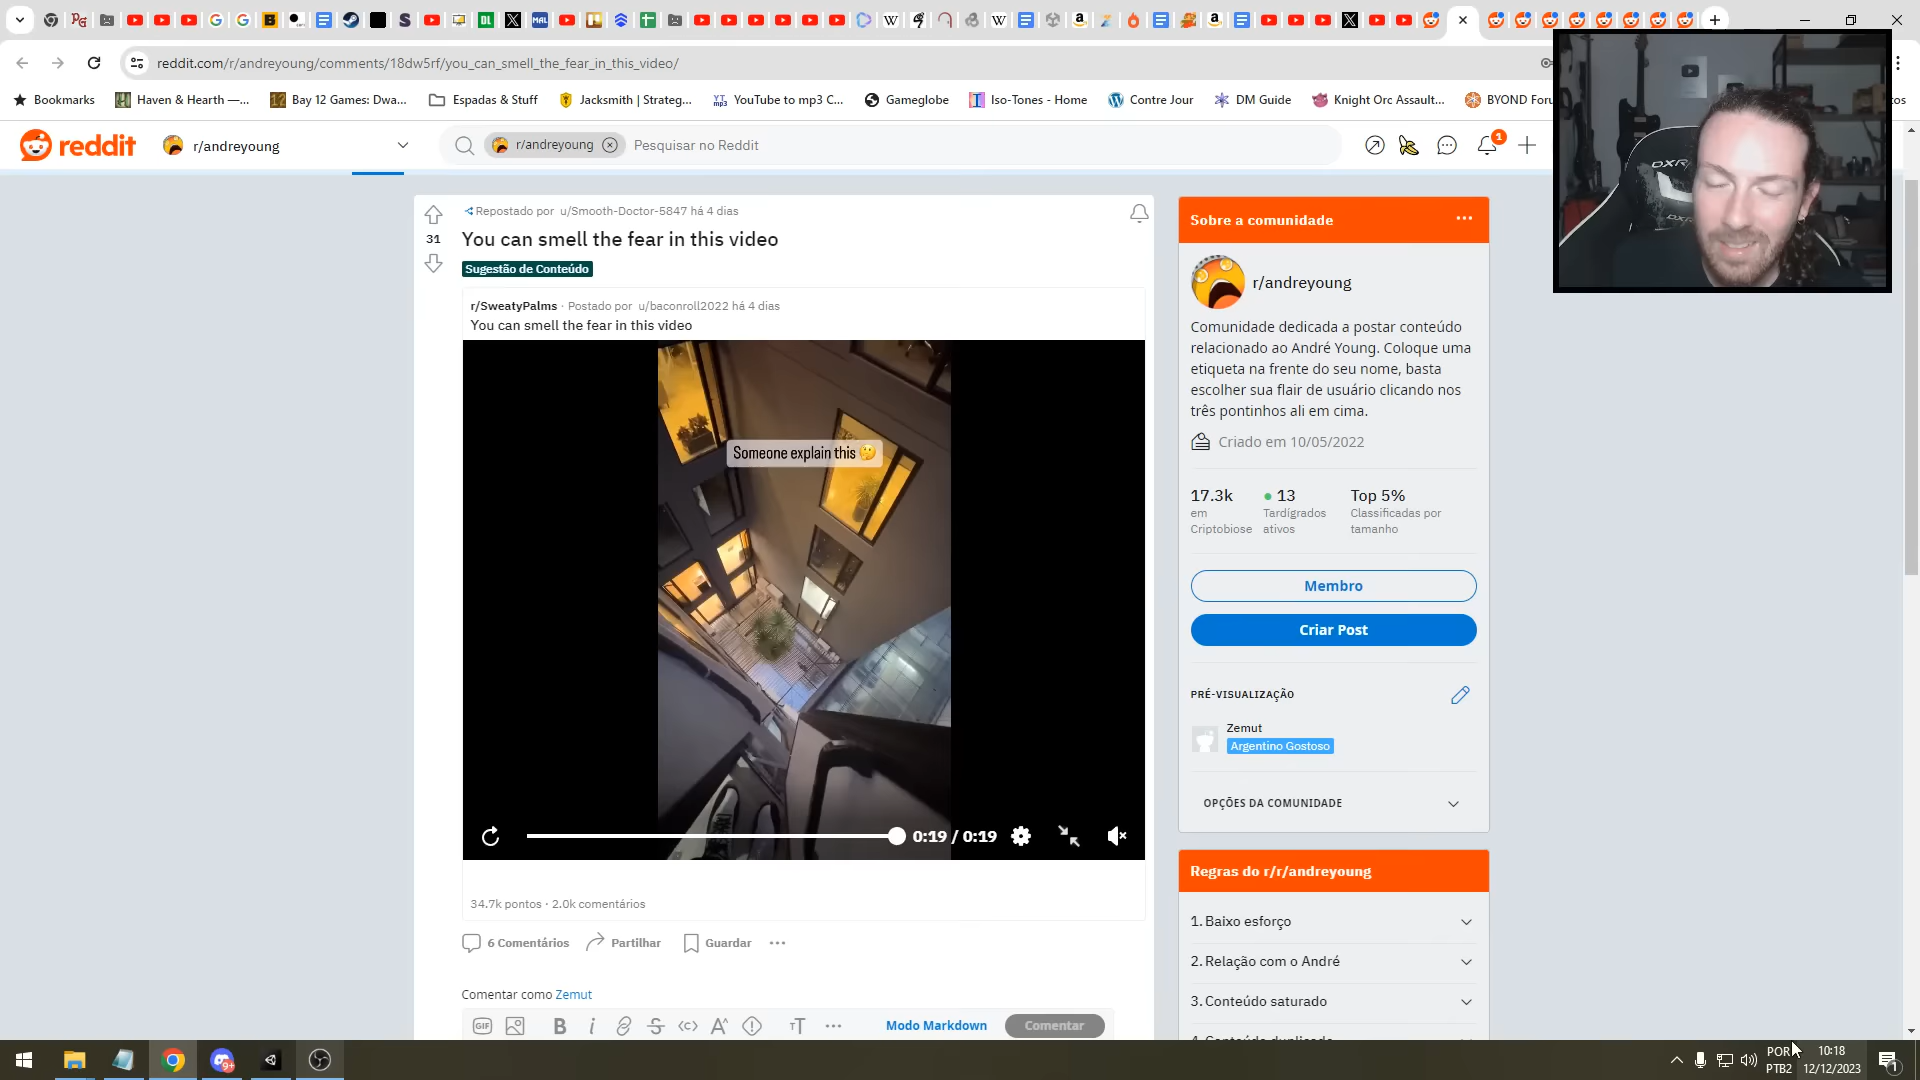 reddit.com/r/andreyoung/comments/18dw5rf/you_can_smell_the_fear_in_this_video/
Bookmarks
Haven & Hearth —...
Bay 12 Games: Dwa...
Espadas & Stuff
Jacksmith | Strateg...
YouTube to mp3 C...
Gameglobe
Iso-Tones - Home
Contre Jour
DM Guide
Knight Orc Assault...
BYOND Foru
os
reddit
r/andreyoung
r/andreyoung
Pesquisar no Reddit
1
DXR
Repostado por u/Smooth-Doctor-5847 há 4 dias
31
You can smell the fear in this video
Sugestão de Conteúdo
r/SweatyPalms · Postado por u/baconroll2022 há 4 dias
You can smell the fear in this video
Someone explain this 🤔
0:19 / 0:19
34.7k pontos · 2.0k comentários
6 Comentários
Partilhar
Guardar
Comentar como Zemut
GIF
Modo Markdown
Comentar
Sobre a comunidade
r/andreyoung
Comunidade dedicada a postar conteúdo
relacionado ao André Young. Coloque uma
etiqueta na frente do seu nome, basta
escolher sua flair de usuário clicando nos
três pontinhos ali em cima.
Criado em 10/05/2022
17.3k
em
Criptobiose
13
Tardígrados
ativos
Top 5%
Classificadas por
tamanho
Membro
Criar Post
PRÉ-VISUALIZAÇÃO
Zemut
Argentino Gostoso
OPÇÕES DA COMUNIDADE
Regras do r/r/andreyoung
1. Baixo esforço
2. Relação com o André
3. Conteúdo saturado
4. Conteúdo duplicado
9+
POR
PTB2
10:18
12/12/2023
1